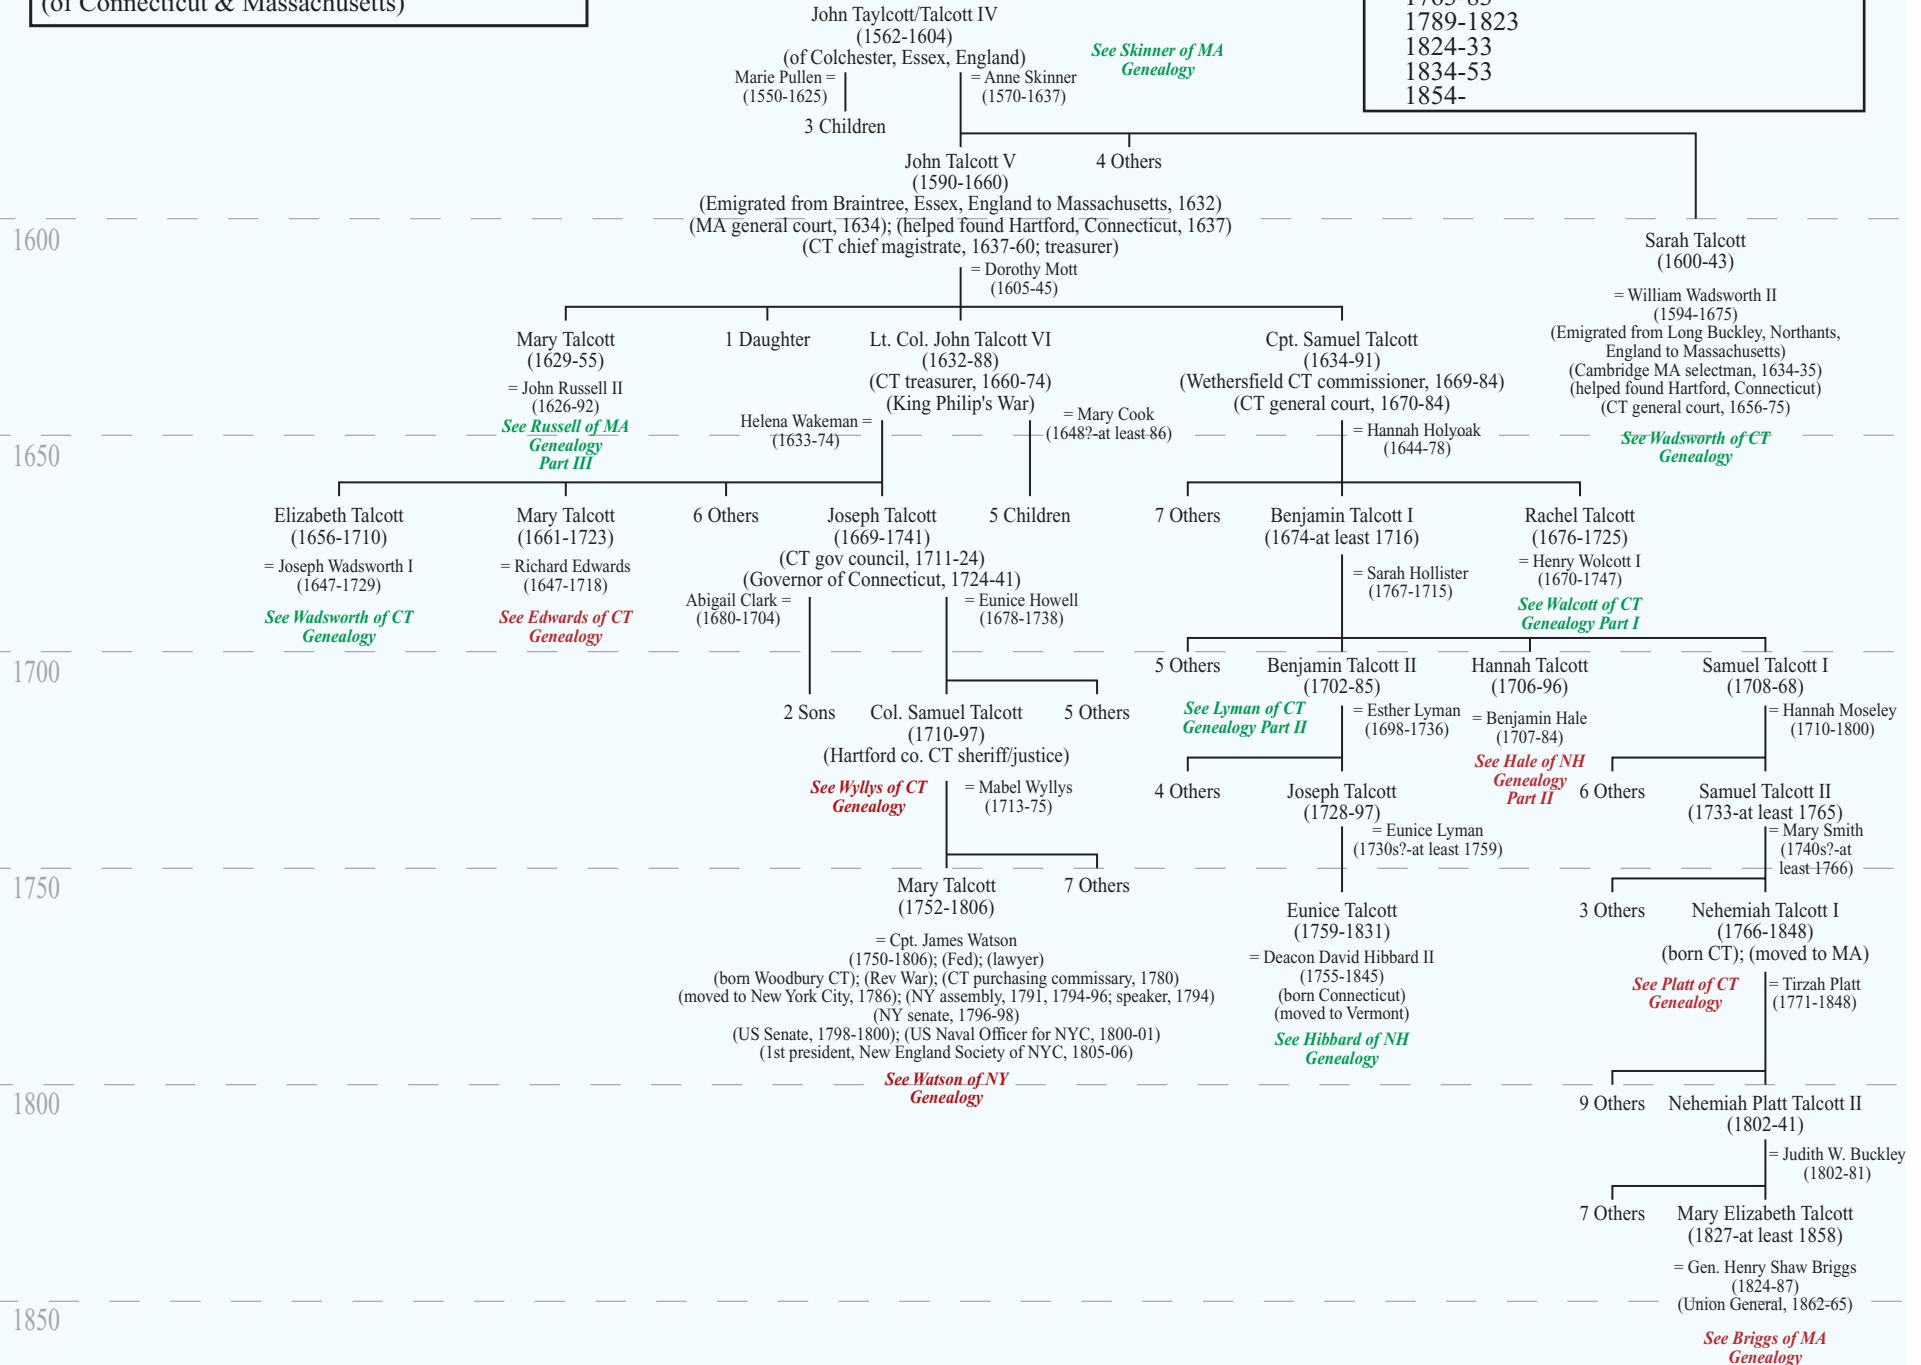 (of Connecticut & Massachusetts)
1789-1823
1824-33
1834-53
1854-
John Taylcott/Talcott IV
(1562-1604)
(of Colchester, Essex, England)
See Skinner of MA
Genealogy
Marie Pullen =
(1550-1625)
= Anne Skinner
(1570-1637)
3 Children
John Talcott V
(1590-1660)
(Emigrated from Braintree, Essex, England to Massachusetts, 1632)
(MA general court, 1634); (helped found Hartford, Connecticut, 1637)
(CT chief magistrate, 1637-60; treasurer)
4 Others
1600
Sarah Talcott
(1600-43)
= William Wadsworth II
(1594-1675)
(Emigrated from Long Buckley, Northants,
England to Massachusetts)
(Cambridge MA selectman, 1634-35)
(helped found Hartford, Connecticut)
(CT general court, 1656-75)
See Wadsworth of CT
Genealogy
= Dorothy Mott
(1605-45)
Mary Talcott
(1629-55)
= John Russell II
(1626-92)
See Russell of MA
Genealogy
Part III
1 Daughter
Lt. Col. John Talcott VI
(1632-88)
(CT treasurer, 1660-74)
(King Philip's War)
Helena Wakeman =
(1633-74)
= Mary Cook
(1648?-at least 86)
Cpt. Samuel Talcott
(1634-91)
(Wethersfield CT commissioner, 1669-84)
(CT general court, 1670-84)
= Hannah Holyoak
(1644-78)
1650
Elizabeth Talcott
(1656-1710)
= Joseph Wadsworth I
(1647-1729)
See Wadsworth of CT
Genealogy
Mary Talcott
(1661-1723)
= Richard Edwards
(1647-1718)
See Edwards of CT
Genealogy
6 Others
Joseph Talcott
(1669-1741)
(CT gov council, 1711-24)
(Governor of Connecticut, 1724-41)
Abigail Clark =
(1680-1704)
= Eunice Howell
(1678-1738)
5 Children
7 Others
Benjamin Talcott I
(1674-at least 1716)
= Sarah Hollister
(1767-1715)
Rachel Talcott
(1676-1725)
= Henry Wolcott I
(1670-1747)
See Walcott of CT
Genealogy Part I
1700
2 Sons
Col. Samuel Talcott
(1710-97)
(Hartford co. CT sheriff/justice)
5 Others
See Wyllys of CT
Genealogy
= Mabel Wyllys
(1713-75)
5 Others
Benjamin Talcott II
(1702-85)
See Lyman of CT
Genealogy Part II
= Esther Lyman
(1698-1736)
Hannah Talcott
(1706-96)
= Benjamin Hale
(1707-84)
See Hale of NH
Genealogy
Part II
Samuel Talcott I
(1708-68)
= Hannah Moseley
(1710-1800)
4 Others
Joseph Talcott
(1728-97)
= Eunice Lyman
(1730s?-at least 1759)
6 Others
Samuel Talcott II
(1733-at least 1765)
= Mary Smith
(1740s?-at
least 1766)
1750
Mary Talcott
(1752-1806)
7 Others
= Cpt. James Watson
(1750-1806); (Fed); (lawyer)
(born Woodbury CT); (Rev War); (CT purchasing commissary, 1780)
(moved to New York City, 1786); (NY assembly, 1791, 1794-96; speaker, 1794)
(NY senate, 1796-98)
(US Senate, 1798-1800); (US Naval Officer for NYC, 1800-01)
(1st president, New England Society of NYC, 1805-06)
See Watson of NY
Genealogy
Eunice Talcott
(1759-1831)
= Deacon David Hibbard II
(1755-1845)
(born Connecticut)
(moved to Vermont)
See Hibbard of NH
Genealogy
3 Others
Nehemiah Talcott I
(1766-1848)
(born CT); (moved to MA)
See Platt of CT
Genealogy
= Tirzah Platt
(1771-1848)
1800
9 Others
Nehemiah Platt Talcott II
(1802-41)
= Judith W. Buckley
(1802-81)
7 Others
Mary Elizabeth Talcott
(1827-at least 1858)
= Gen. Henry Shaw Briggs
(1824-87)
(Union General, 1862-65)
1850
See Briggs of MA
Genealogy